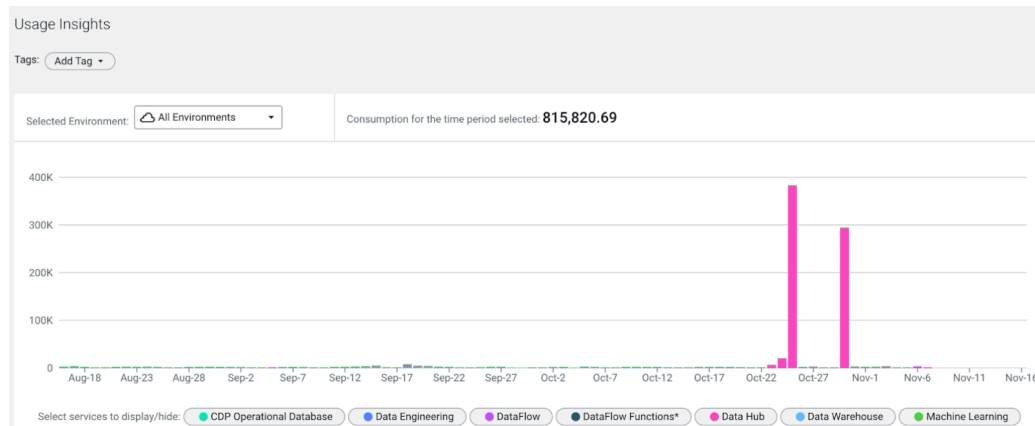 Usage Insights
Tags: Add Tag
Selected Environment: All Environments
Consumption for the time period selected: 815,820.69
400K
300K
200K
100K
0
Aug-18 Aug-23 Aug-28 Sep-2 Sep-7 Sep-12 Sep-17 Sep-22 Sep-27 Oct-2 Oct-7 Oct-12 Oct-17 Oct-22 Oct-27 Nov-1 Nov-6 Nov-11 Nov-16
Select services to display/hide: CDP Operational Database Data Engineering DataFlow DataFlow Functions* Data Hub Data Warehouse Machine Learning